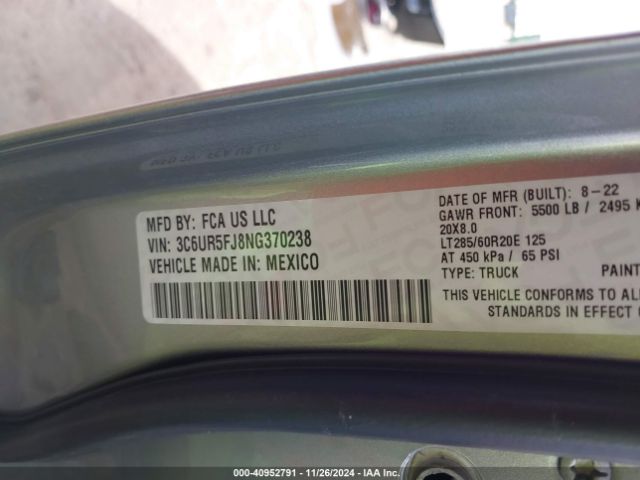 MFD BY: FCA US LLC
VIN: 3C6UR5FJ8NG370238
VEHICLE MADE IN: MEXICO
DATE OF MFR (BUILT): 8-22
GAWR FRONT: 5500 LB / 2495 K
20X8.0
LT285/60R20E 125
AT 450 kPa / 65 PSI
TYPE: TRUCK PAINT
THIS VEHICLE CONFORMS TO AL
STANDARDS IN EFFECT
000-40952791 - 11/26/2024 - IAA Inc.